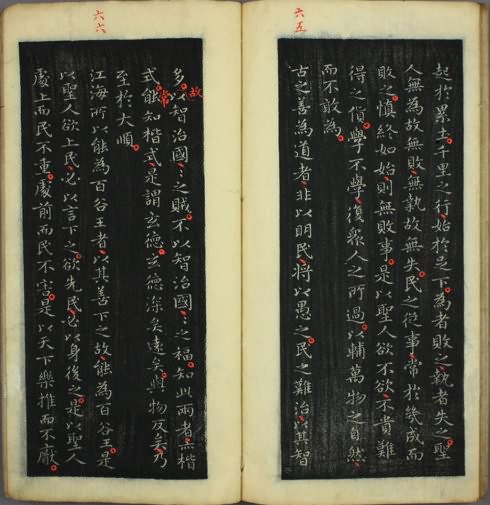 六五
起於累土千里之行始於足下為者敗之執者失之聖
人無為故無敗無執故無失民之從事常於幾成而
敗之慎終如始則無敗事是以聖人欲不欲不貴難
得之貨學不學復眾人之所過以輔萬物之自然
而不敢為
古之善為道者非以明民將以愚之民之難治以其智
六六
多以智治國〻之賊不以智治國〻之福知此兩者亦楷
故
式能知楷式是謂玄德玄德深矣遠矣與物反矣乃
常
至於大順
江海所以能為百谷王者以其善下之故能為百谷王是
以聖人欲上民必以言下之欲先民必以身後之是以聖人
處上而民不重處前而民不害是以天下樂推而不厭